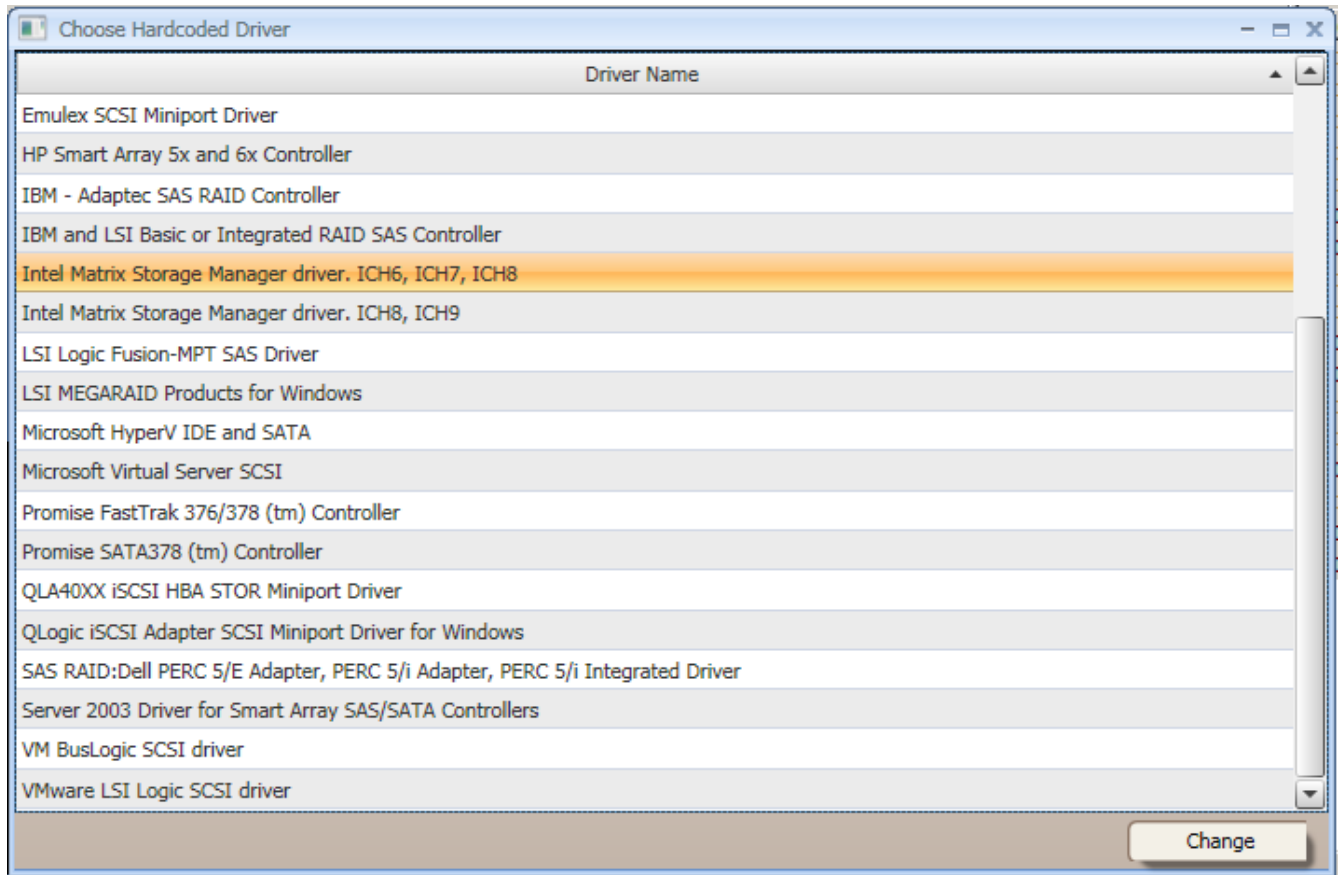 Choose Hardcoded Driver
Driver Name
Emulex SCSI Miniport Driver
HP Smart Array 5x and 6x Controller
IBM - Adaptec SAS RAID Controller
IBM and LSI Basic or Integrated RAID SAS Controller
Intel Matrix Storage Manager driver. ICH6, ICH7, ICH8
Intel Matrix Storage Manager driver. ICH8, ICH9
LSI Logic Fusion-MPT SAS Driver
LSI MEGARAID Products for Windows
Microsoft HyperV IDE and SATA
Microsoft Virtual Server SCSI
Promise FastTrak 376/378 (tm) Controller
Promise SATA378 (tm) Controller
QLA40XX iSCSI HBA STOR Miniport Driver
QLogic iSCSI Adapter SCSI Miniport Driver for Windows
SAS RAID:Dell PERC 5/E Adapter, PERC 5/i Adapter, PERC 5/i Integrated Driver
Server 2003 Driver for Smart Array SAS/SATA Controllers
VM BusLogic SCSI driver
VMware LSI Logic SCSI driver
Change